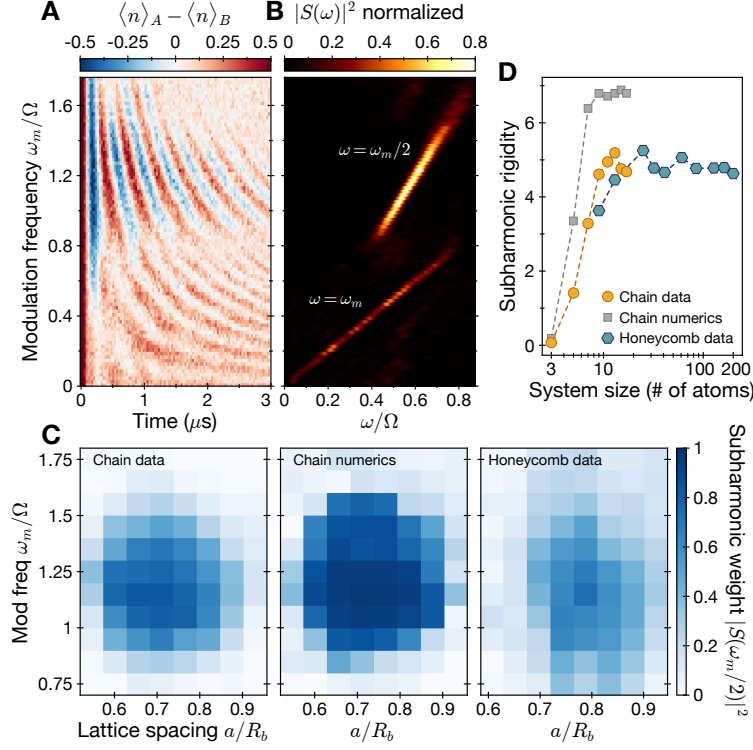 A
⟨n⟩_A − ⟨n⟩_B
-0.5 -0.25 0 0.25 0.5
Modulation frequency ω_m/Ω
1.6
1.2
0.8
0.4
0
0 1 2 3
Time (μs)
B
|S(ω)|² normalized
0.0 0.2 0.4 0.6 0.8
ω = ω_m/2
ω = ω_m
0 0.2 0.4 0.6 0.8
ω/Ω
D
Subharmonic rigidity
6
4
2
0
Chain data
Chain numerics
Honeycomb data
3 10 100 200
System size (# of atoms)
C
Mod freq ω_m/Ω
1.75
1.5
1.25
1
0.75
Chain data
0.6 0.7 0.8 0.9
Lattice spacing a/R_b
Chain numerics
0.6 0.7 0.8 0.9
a/R_b
Honeycomb data
0.6 0.7 0.8 0.9
a/R_b
1
0.8
0.6
0.4
0.2
0
Subharmonic weight |S(ω_m/2)|²